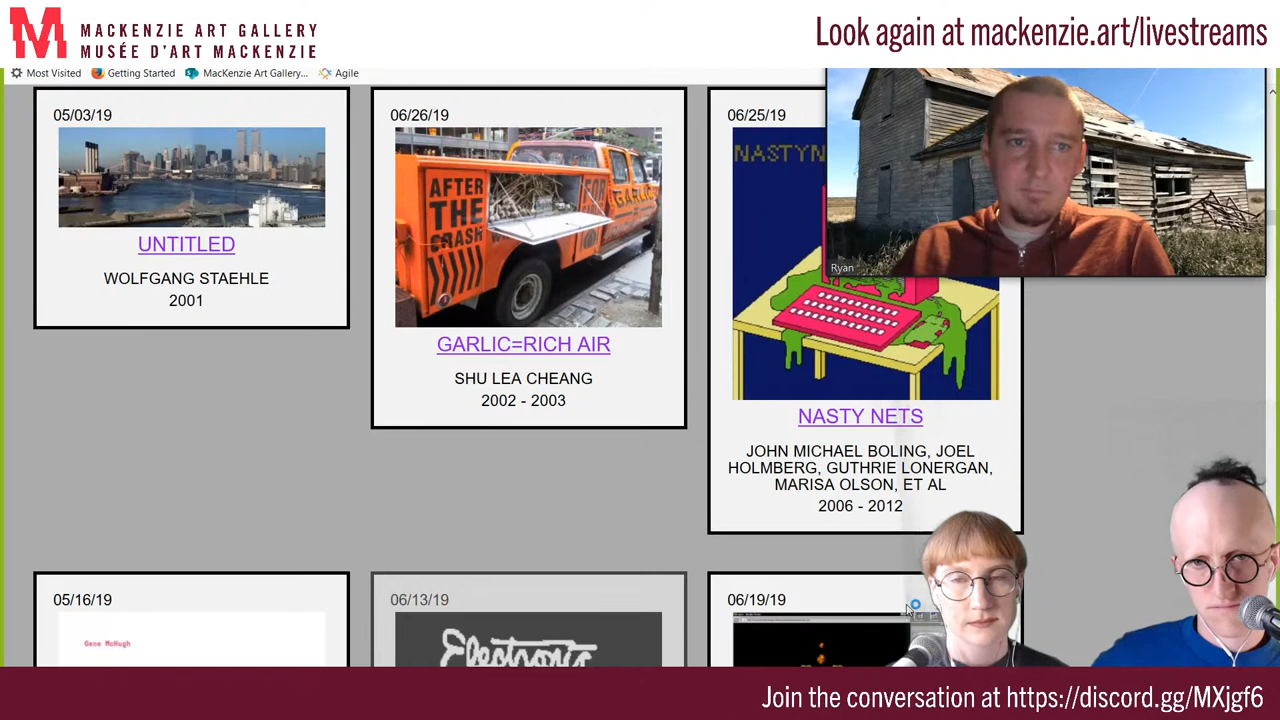 MACKENZIE ART GALLERY
MUSÉE D'ART MACKENZIE
Look again at mackenzie.art/livestreams
Most Visited
Getting Started
MacKenzie Art Gallery...
Agile
05/03/19
UNTITLED
WOLFGANG STAEHLE
2001
06/26/19
AFTER
THE
CRASH
FOR
GARLIC
GARLIC=RICH AIR
SHU LEA CHEANG
2002 - 2003
06/25/19
NASTYN
NASTY NETS
JOHN MICHAEL BOLING, JOEL
HOLMBERG, GUTHRIE LONERGAN,
MARISA OLSON, ET AL
2006 - 2012
Ryan
05/16/19
Gene McHugh
06/13/19
Electronic
06/19/19
Join the conversation at https://discord.gg/MXjgf6